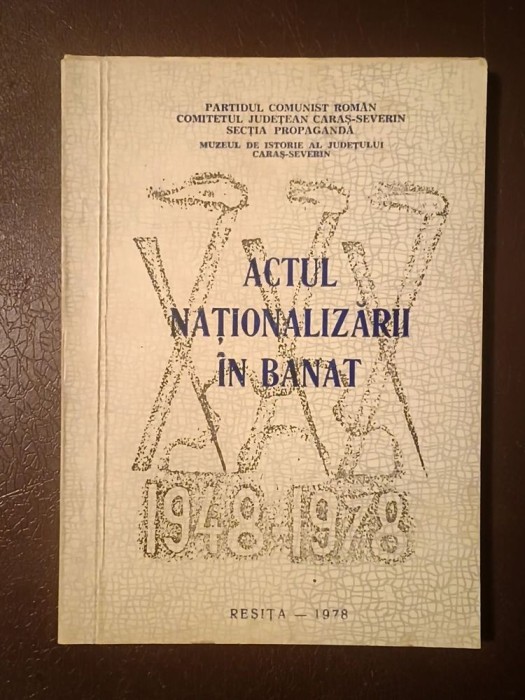 PARTIDUL COMUNIST ROMÂN
COMITETUL JUDEȚEAN CARAȘ-SEVERIN
SECȚIA PROPAGANDĂ
MUZEUL DE ISTORIE AL JUDEȚULUI
CARAȘ-SEVERIN
ACTUL
NAȚIONALIZĂRII
ÎN BANAT
1948-1978
REȘIȚA — 1978